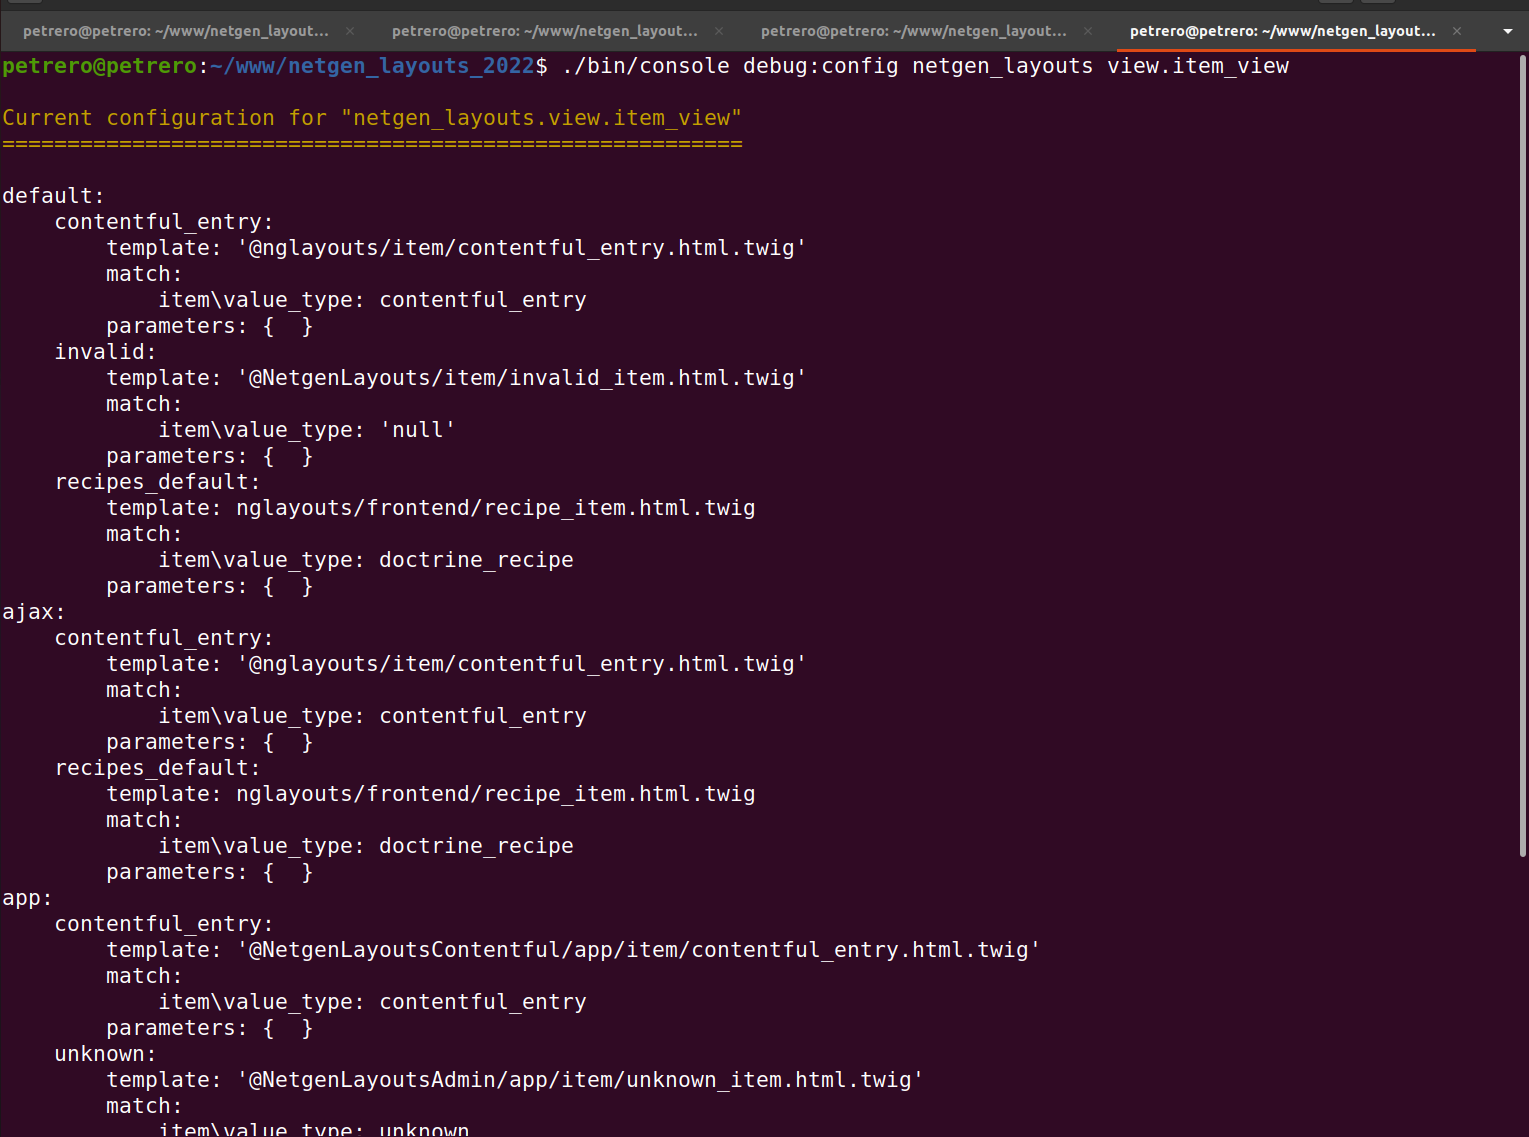 petrero@petrero: ~/www/netgen_layout... × petrero@petrero: ~/www/netgen_layout... × petrero@petrero: ~/www/netgen_layout... × petrero@petrero: ~/www/netgen_layout... ×
petrero@petrero:~/www/netgen_layouts_2022$ ./bin/console debug:config netgen_layouts view.item_view
Current configuration for "netgen_layouts.view.item_view"
=========================================================
default:
    contentful_entry:
        template: '@nglayouts/item/contentful_entry.html.twig'
        match:
            item\value_type: contentful_entry
        parameters: {  }
    invalid:
        template: '@NetgenLayouts/item/invalid_item.html.twig'
        match:
            item\value_type: 'null'
        parameters: {  }
    recipes_default:
        template: nglayouts/frontend/recipe_item.html.twig
        match:
            item\value_type: doctrine_recipe
        parameters: {  }
ajax:
    contentful_entry:
        template: '@nglayouts/item/contentful_entry.html.twig'
        match:
            item\value_type: contentful_entry
        parameters: {  }
    recipes_default:
        template: nglayouts/frontend/recipe_item.html.twig
        match:
            item\value_type: doctrine_recipe
        parameters: {  }
app:
    contentful_entry:
        template: '@NetgenLayoutsContentful/app/item/contentful_entry.html.twig'
        match:
            item\value_type: contentful_entry
        parameters: {  }
    unknown:
        template: '@NetgenLayoutsAdmin/app/item/unknown_item.html.twig'
        match:
            item\value_type: unknown